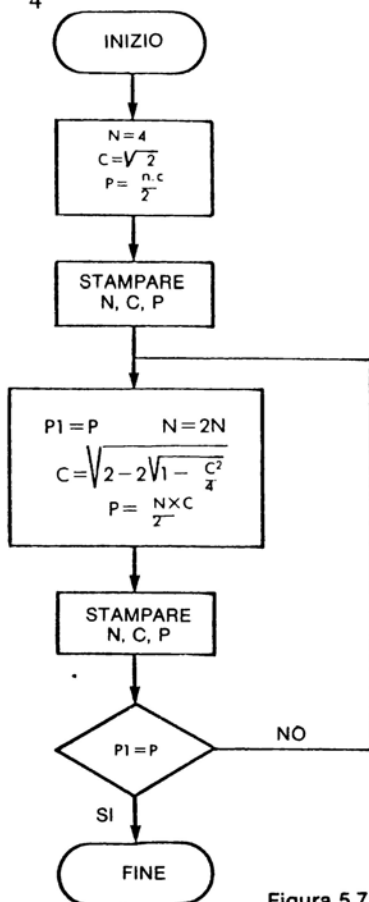 4
INIZIO
N=4
C=√2
P= n.c/2
STAMPARE
N, C, P
P1=P N=2N
C=√(2-2√(1-C²/4))
P= N×C/2
STAMPARE
N, C, P
P1=P
NO
SI
FINE
Figura 5.7